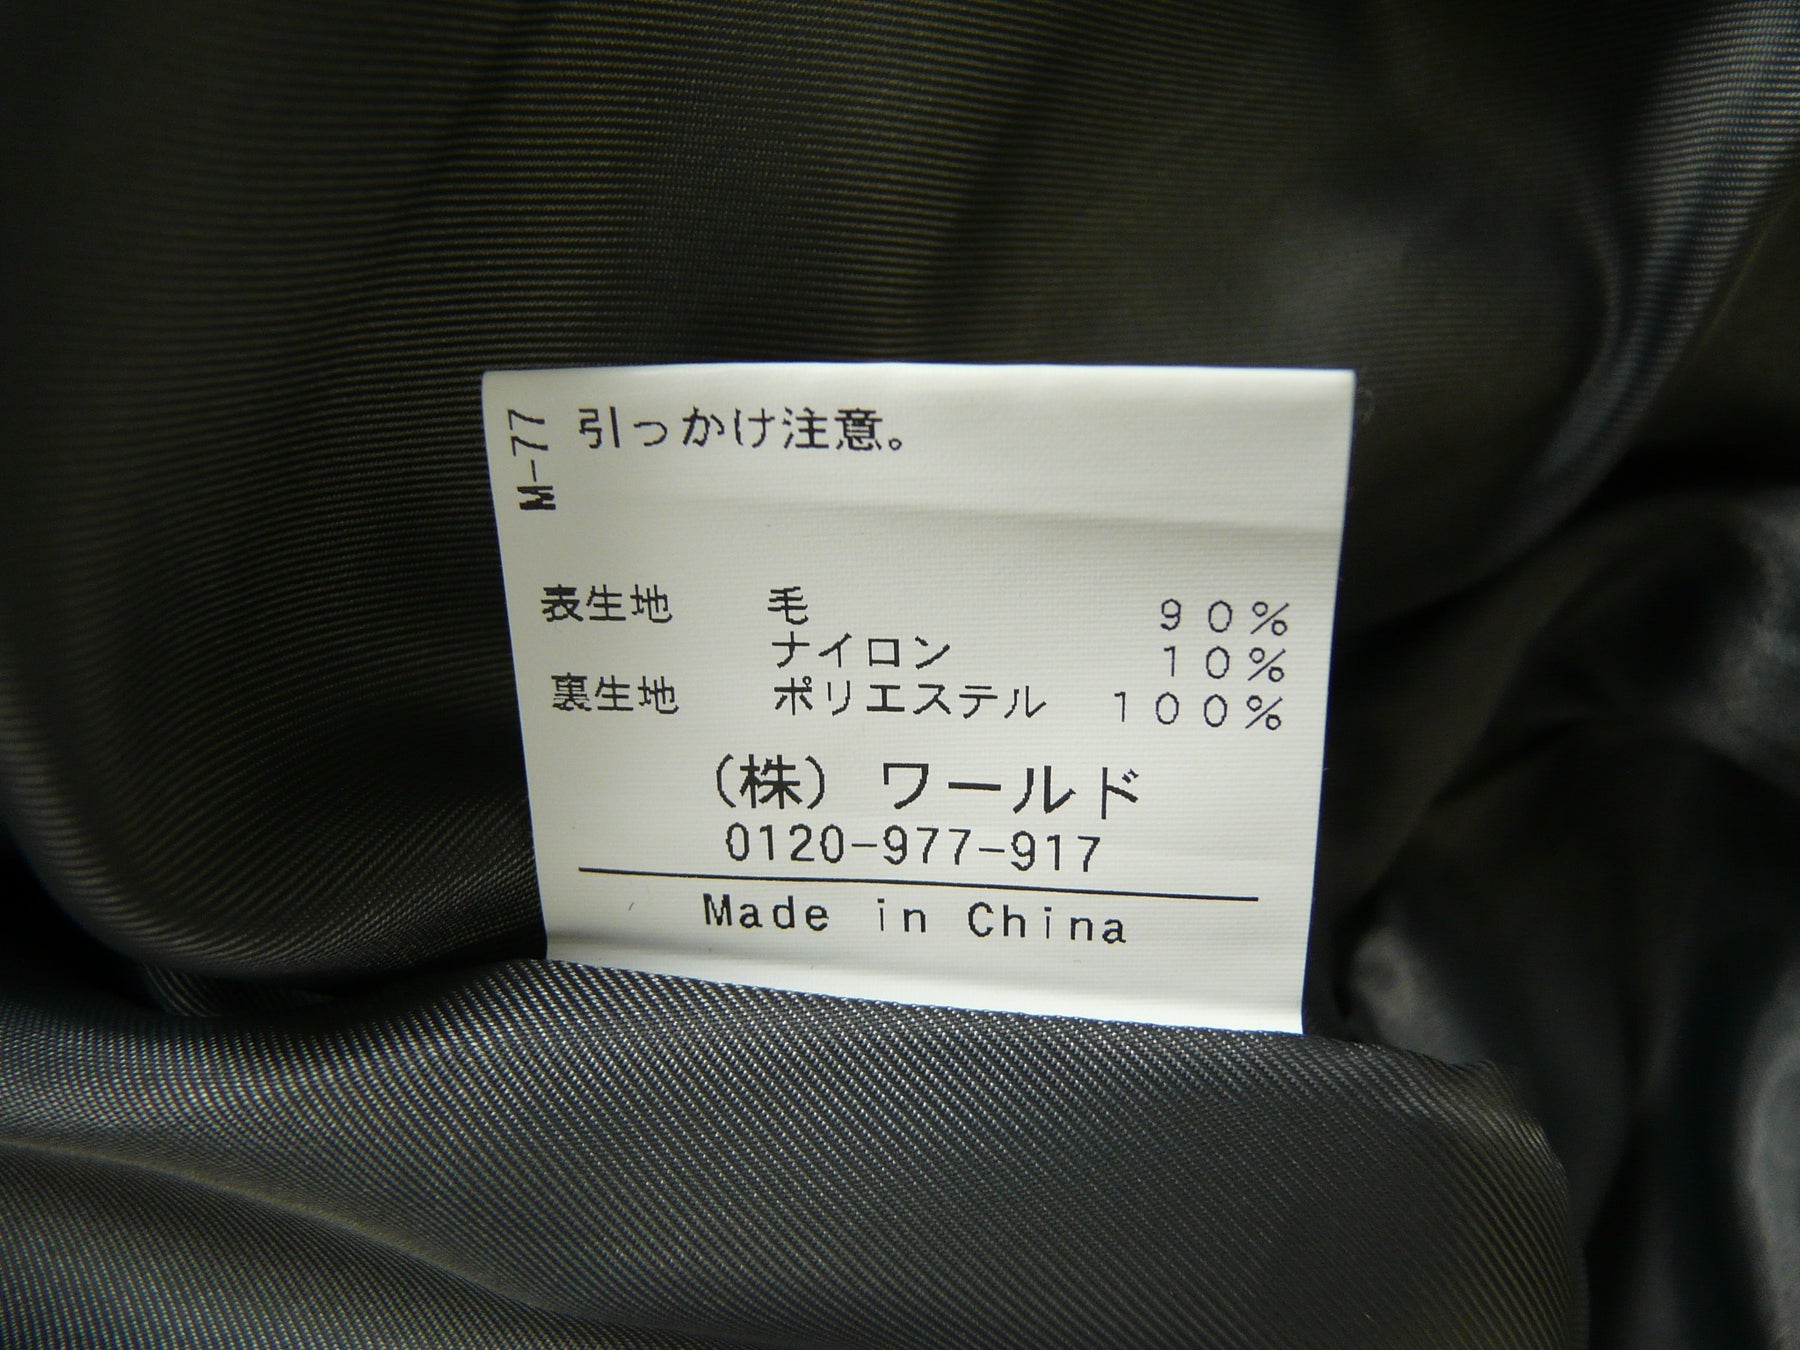 M-77
引っかけ注意。
表生地 毛 90%
ナイロン 10%
裏生地 ポリエステル 100%
(株) ワールド
0120-977-917
Made in China